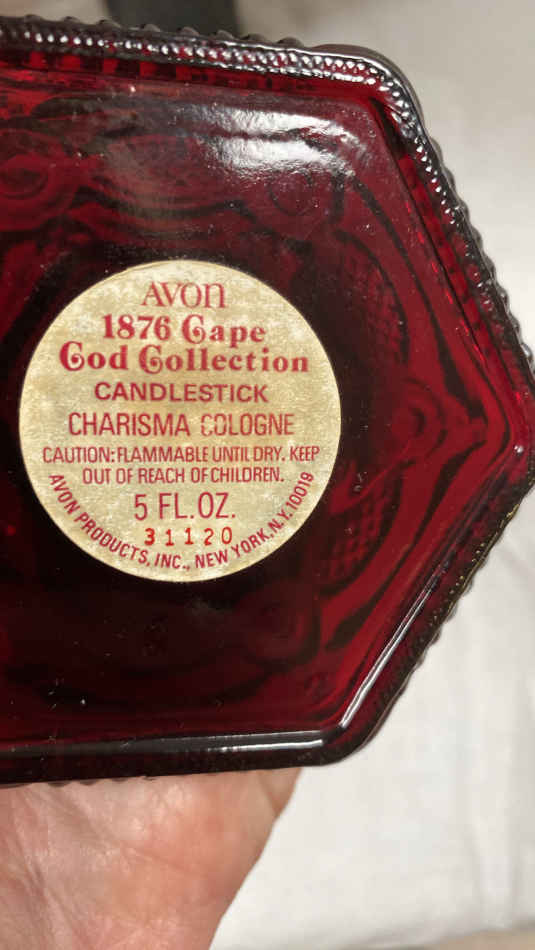 AVON
1876 Cape
Cod Collection
CANDLESTICK
CHARISMA COLOGNE
CAUTION: FLAMMABLE UNTIL DRY. KEEP
OUT OF REACH OF CHILDREN.
5 FL.OZ.
31120
AVON PRODUCTS, INC., NEW YORK, N.Y. 10019